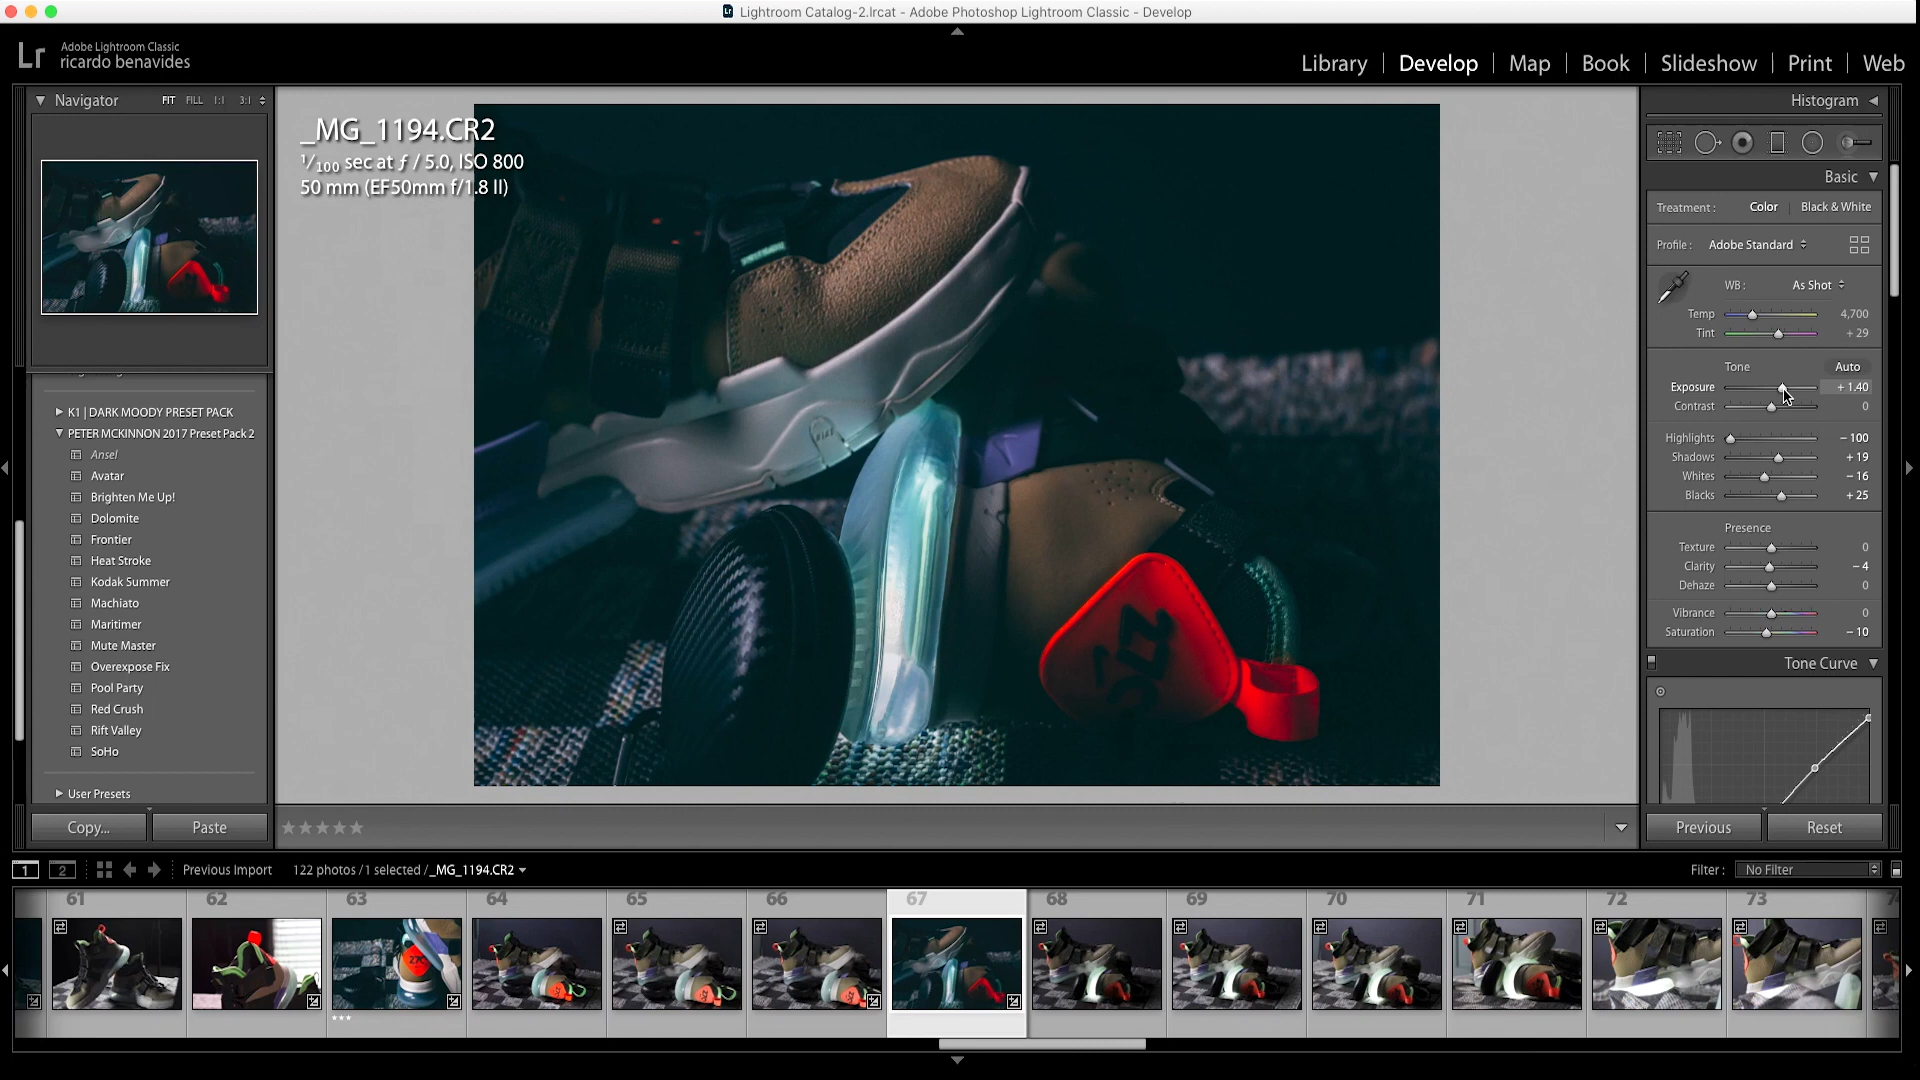 Lightroom Catalog-2.lrcat - Adobe Photoshop Lightroom Classic - Develop
Lr
Adobe Lightroom Classic
ricardo benavides
Library | Develop | Map | Book | Slideshow | Print | Web
Navigator FIT FILL 1:1 3:1
K1 | DARK MOODY PRESET PACK
PETER MCKINNON 2017 Preset Pack 2
Ansel
Avatar
Brighten Me Up!
Dolomite
Frontier
Heat Stroke
Kodak Summer
Machiato
Maritimer
Mute Master
Overexpose Fix
Pool Party
Red Crush
Rift Valley
SoHo
User Presets
Copy... Paste
_MG_1194.CR2
1/100 sec at ƒ / 5.0, ISO 800
50 mm (EF50mm f/1.8 II)
27C
Histogram
Basic
Treatment : Color | Black & White
Profile : Adobe Standard
WB : As Shot
Temp 4,700
Tint + 29
Tone Auto
Exposure + 1.40
Contrast 0
Highlights − 100
Shadows + 19
Whites − 16
Blacks + 25
Presence
Texture 0
Clarity − 4
Dehaze 0
Vibrance 0
Saturation − 10
Tone Curve
Previous Reset
1 2 Previous Import 122 photos / 1 selected / _MG_1194.CR2 Filter : No Filter
61 62 63 64 65 66 67 68 69 70 71 72 73